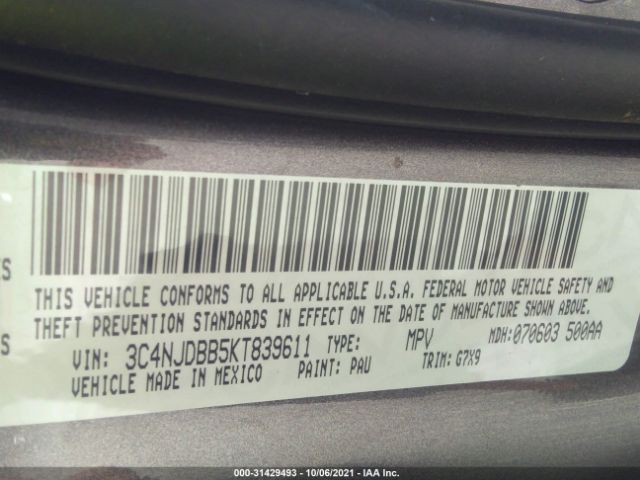 THIS VEHICLE CONFORMS TO ALL APPLICABLE U.S.A. FEDERAL MOTOR VEHICLE SAFETY AND
THEFT PREVENTION STANDARDS IN EFFECT ON THE DATE OF MANUFACTURE SHOWN ABOVE.
VIN: 3C4NJDBB5KT839611 TYPE: MPV MDH:070603 500AA
VEHICLE MADE IN MEXICO PAINT: PAU TRIM: G7X9
000-31429493 - 10/06/2021 - IAA Inc.